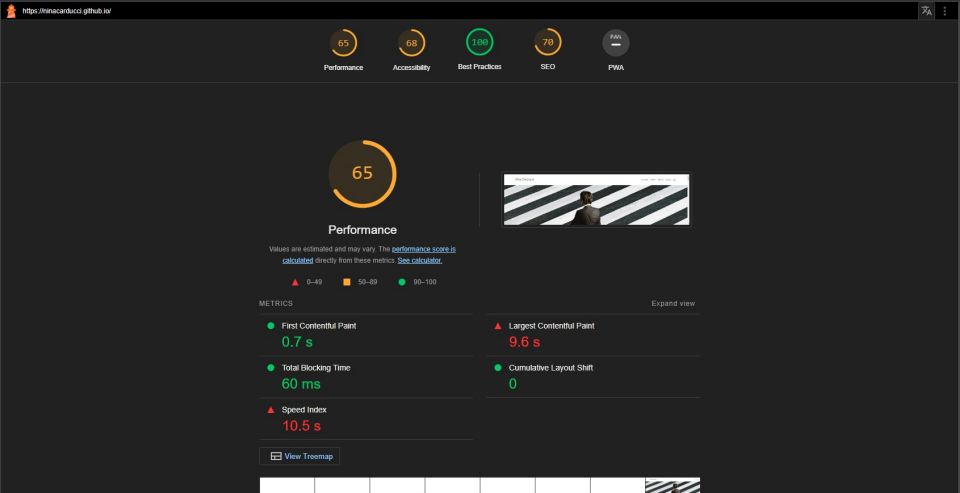 https://ninacarducci.github.io/
65
68
100
70
PWA
Performance
Accessibility
Best Practices
SEO
PWA
65
Performance
Values are estimated and may vary. The performance score is
calculated directly from these metrics. See calculator.
0–49
50–89
90–100
METRICS
Expand view
First Contentful Paint
0.7 s
Largest Contentful Paint
9.6 s
Total Blocking Time
60 ms
Cumulative Layout Shift
0
Speed Index
10.5 s
View Treemap